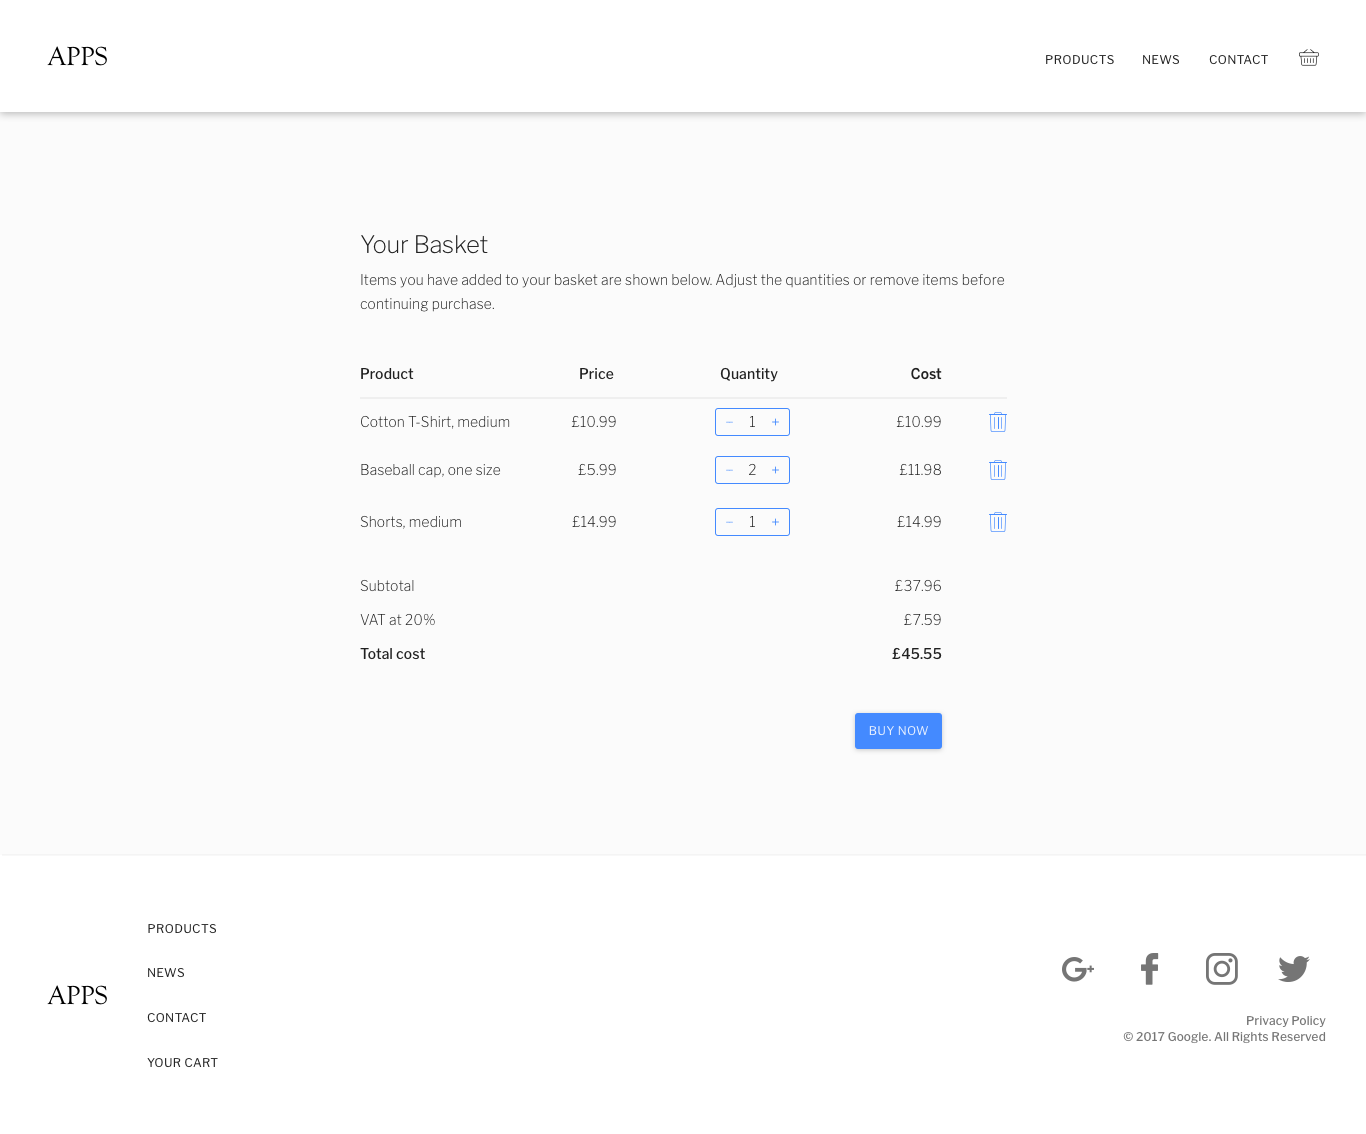 APPS
PRODUCTS NEWS CONTACT
Your Basket
Items you have added to your basket are shown below. Adjust the quantities or remove items before
continuing purchase.
Product Price Quantity Cost
Cotton T-Shirt, medium £10.99 − 1 + £10.99
Baseball cap, one size £5.99 − 2 + £11.98
Shorts, medium £14.99 − 1 + £14.99
Subtotal £37.96
VAT at 20% £7.59
Total cost £45.55
BUY NOW
APPS
PRODUCTS
NEWS
CONTACT
YOUR CART
G+
Privacy Policy
© 2017 Google. All Rights Reserved